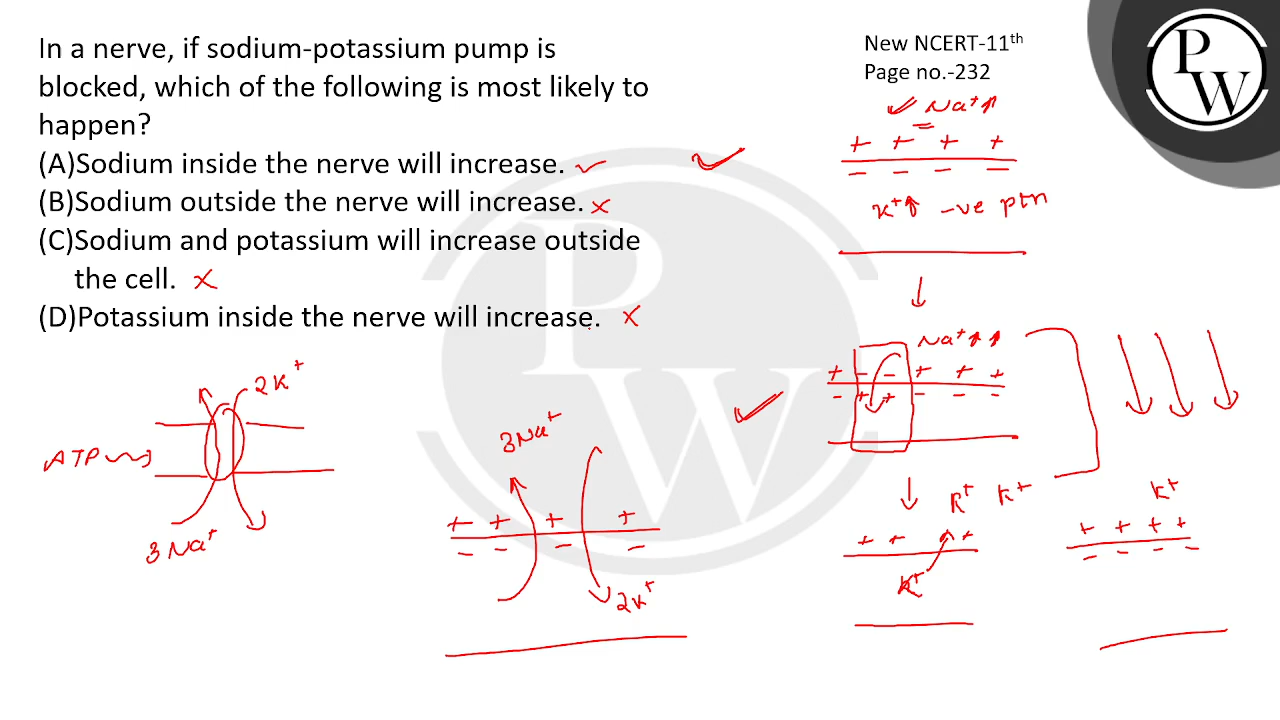 In a nerve, if sodium-potassium pump is
blocked, which of the following is most likely to
happen?
(A)Sodium inside the nerve will increase.
(B)Sodium outside the nerve will increase.
(C)Sodium and potassium will increase outside
the cell.
(D)Potassium inside the nerve will increase.
New NCERT-11th
Page no.-232
P
W
Na⁺↑
+ + + +
− − − −
K⁺↑ -ve ptn
Na⁺↑↑
+ − − + + +
− + + − − −
2K⁺
ATP
3Na⁺
3Na⁺
+ + + +
− − − −
2K⁺
K⁺ K⁺
+ + +
K⁺
K⁺
+ + + +
− − − −
PW